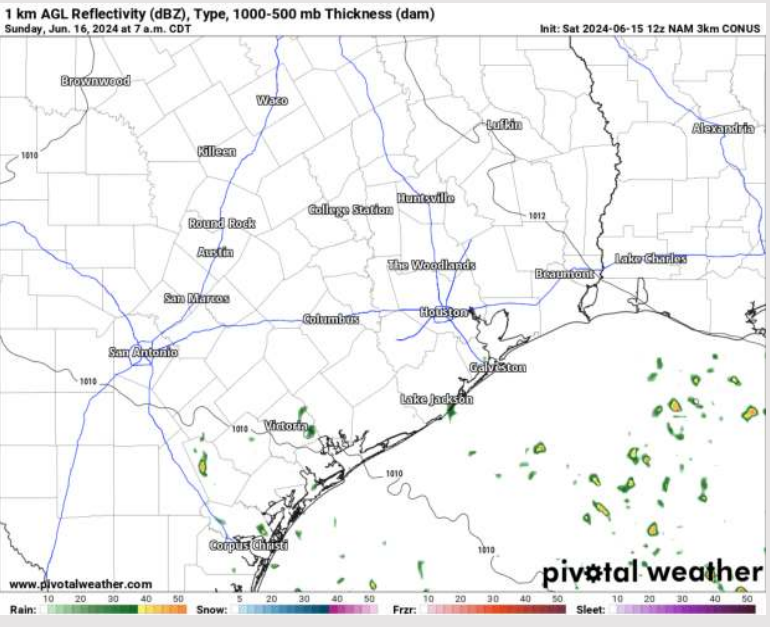 1 km AGL Reflectivity (dBZ), Type, 1000-500 mb Thickness (dam)
Sunday, Jun. 16, 2024 at 7 a.m. CDT Init: Sat 2024-06-15 12z NAM 3km CONUS
Brownwood
Waco
Lufkin
Alexandria
Killeen
1010
Huntsville
College Station
1012
Round Rock
Austin
Lake Charles
The Woodlands
Beaumont
San Marcos
Houston
Columbus
San Antonio
Galveston
1010
Lake Jackson
Victoria
1010
1010
Corpus Christi
1010
pivotal weather
www.pivotalweather.com
Rain: 10 20 30 40 50 Snow: 5 20 30 40 50 Frzr: 10 20 30 40 50 Sleet: 10 20 30 40 50